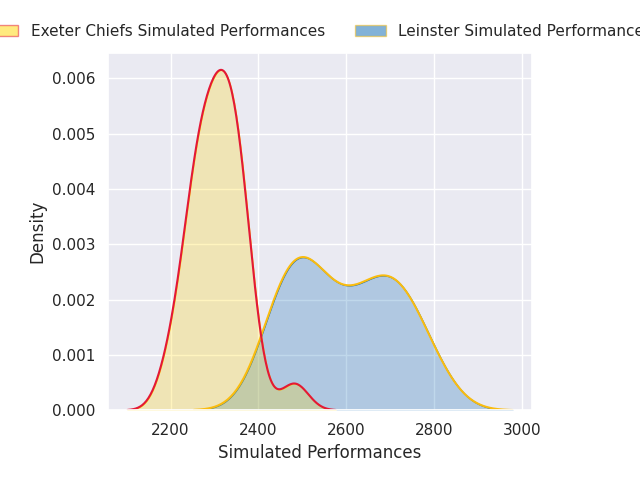 Exeter Chiefs Simulated Performances
Leinster Simulated Performance
0.006
0.005
0.004
0.003
0.002
0.001
0.000
Density
2200 2400 2600 2800 3000
Simulated Performances